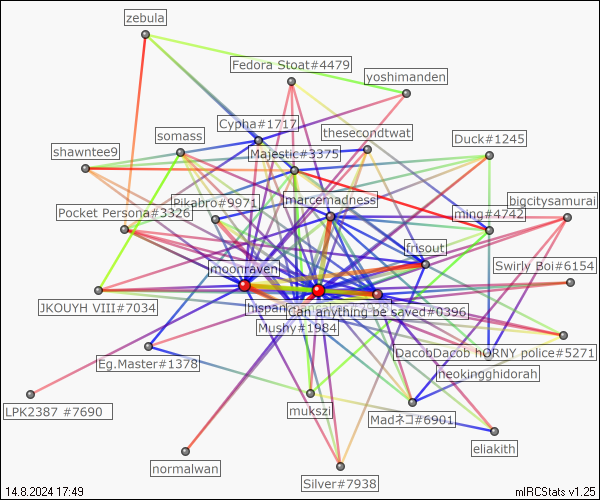 zebula
Fedora Stoat#4479
yoshimanden
Cypha#1717
thesecondtwat
somass
Duck#1245
shawntee9
Majestic#3375
Pikabro#9971
marcemadness
bigcitysamurai
Pocket Persona#3326
ming#4742
frisout
moonraven
Swirly Boi#6154
JKOUYH VIII#7034
Can anything be saved#0396
Mushy#1984
DacobDacob hORNY police#5271
Eg.Master#1378
neokingghidorah
LPK2387 #7690
mukszi
Madネコ#6901
eliakith
normalwan
Silver#7938
14.8.2024 17:49
mIRCStats v1.25